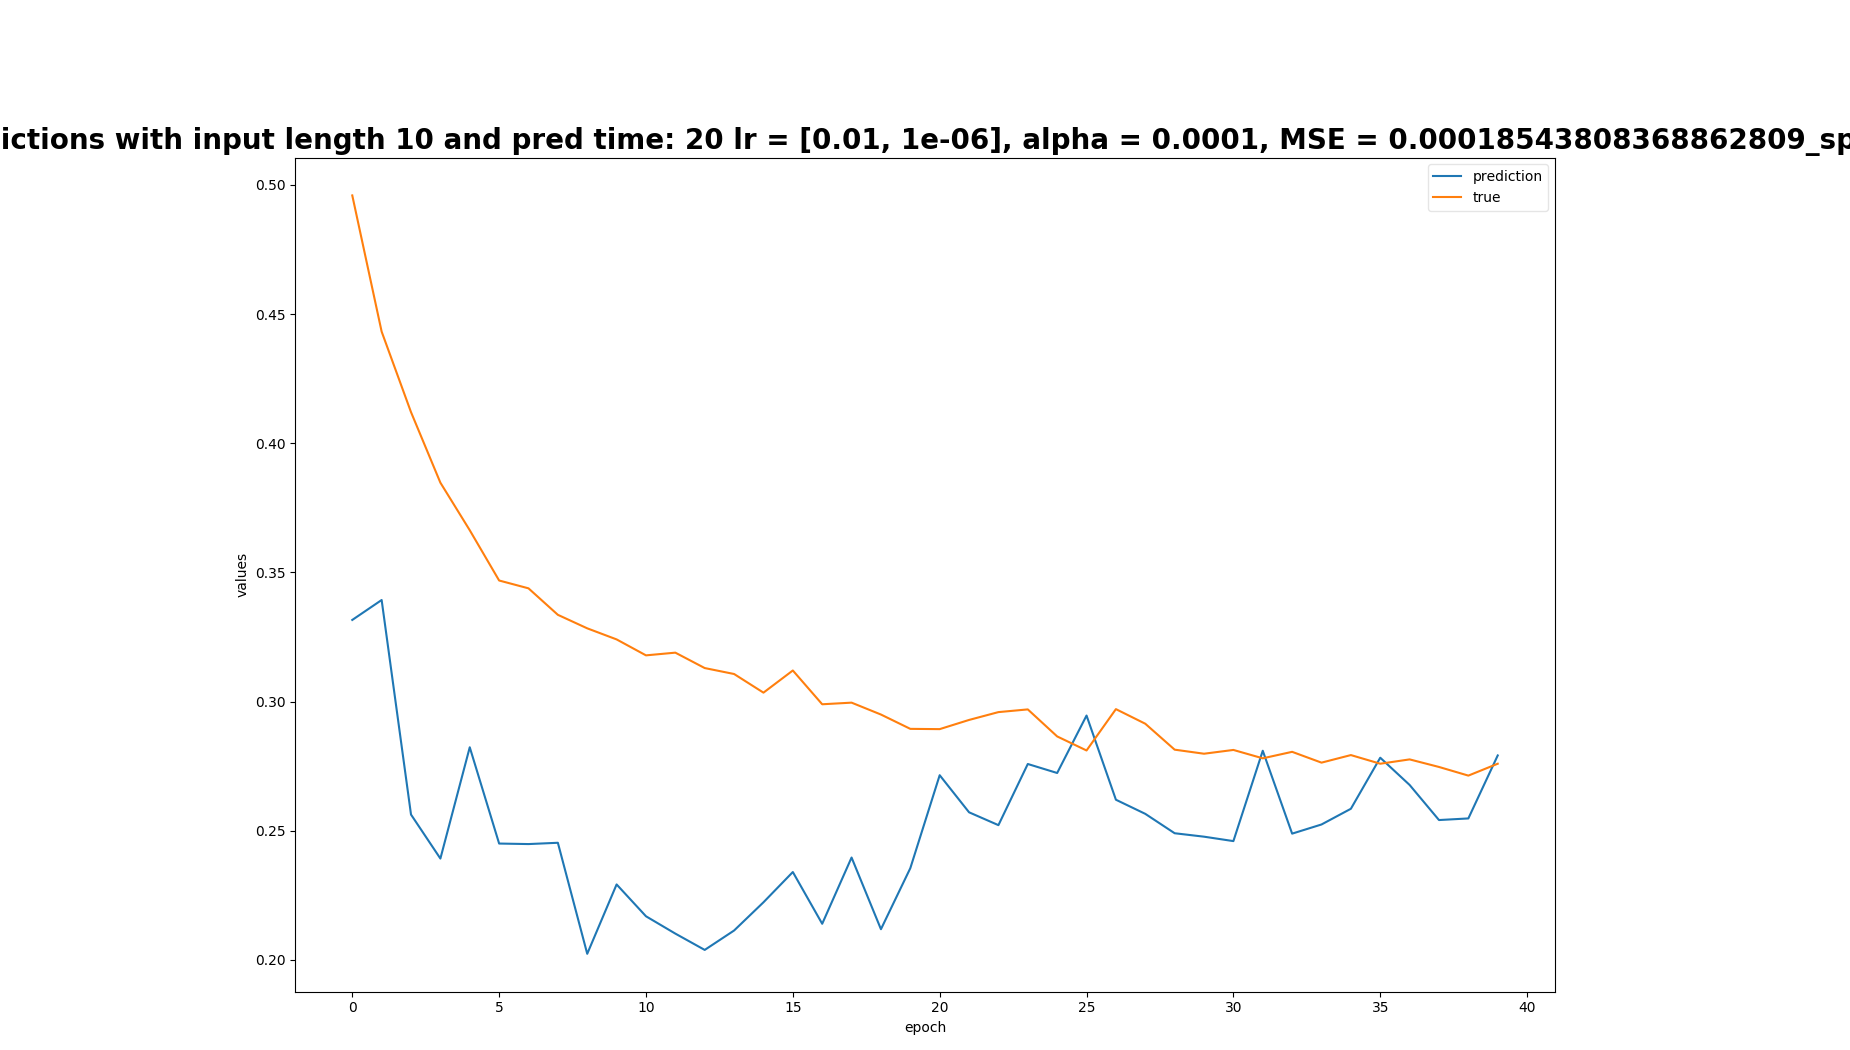 ictions with input length 10 and pred time: 20 lr = [0.01, 1e-06], alpha = 0.0001, MSE = 0.00018543808368862809_sp
prediction
true
0.50
0.45
0.40
0.35
0.30
0.25
0.20
values
0 5 10 15 20 25 30 35 40
epoch